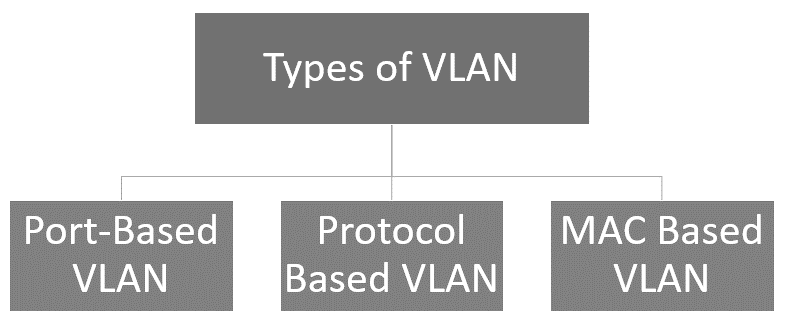 Types of VLAN
Port-Based
VLAN
Protocol
Based VLAN
MAC Based
VLAN